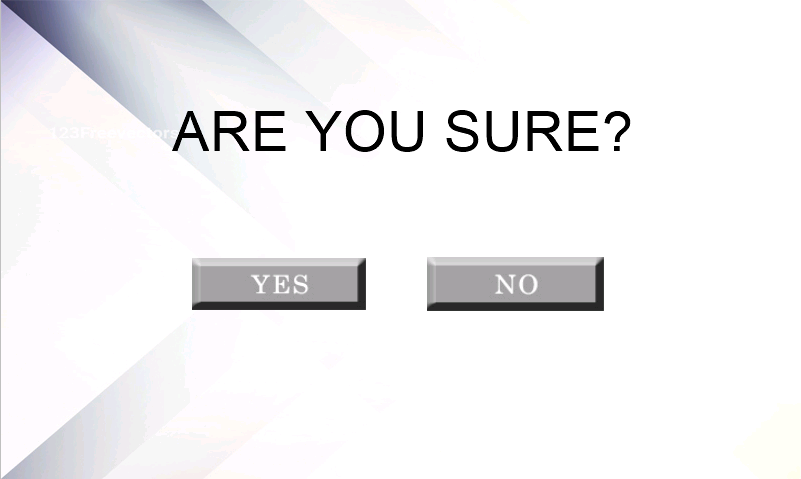 ARE YOU SURE?
YES
NO